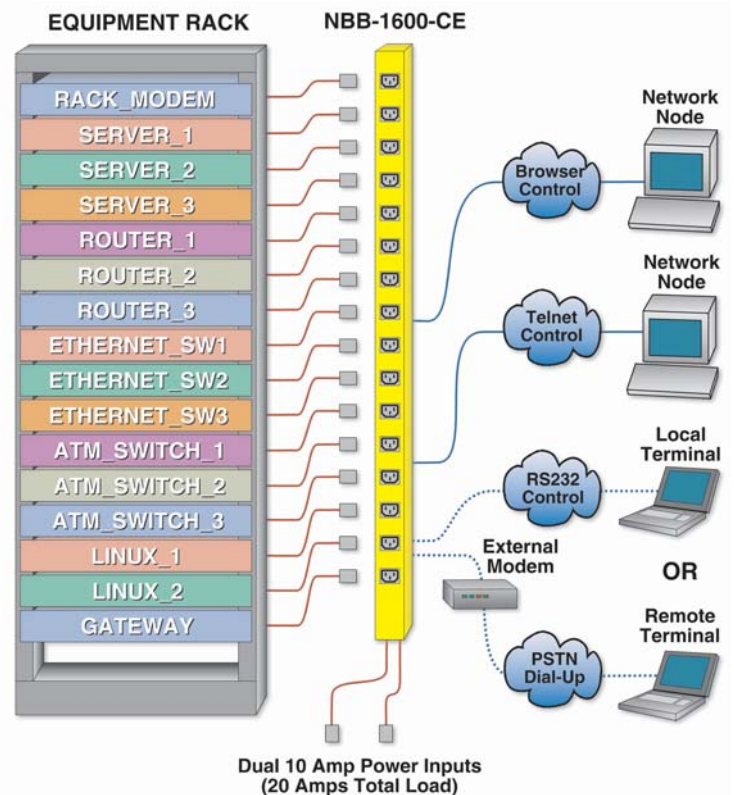 EQUIPMENT RACK
NBB-1600-CE
RACK_MODEM
SERVER_1
SERVER_2
SERVER_3
ROUTER_1
ROUTER_2
ROUTER_3
ETHERNET_SW1
ETHERNET_SW2
ETHERNET_SW3
ATM_SWITCH_1
ATM_SWITCH_2
ATM_SWITCH_3
LINUX_1
LINUX_2
GATEWAY
Network
Node
Browser
Control
Network
Node
Telnet
Control
Local
Terminal
RS232
Control
External
Modem
OR
Remote
Terminal
PSTN
Dial-Up
Dual 10 Amp Power Inputs
(20 Amps Total Load)